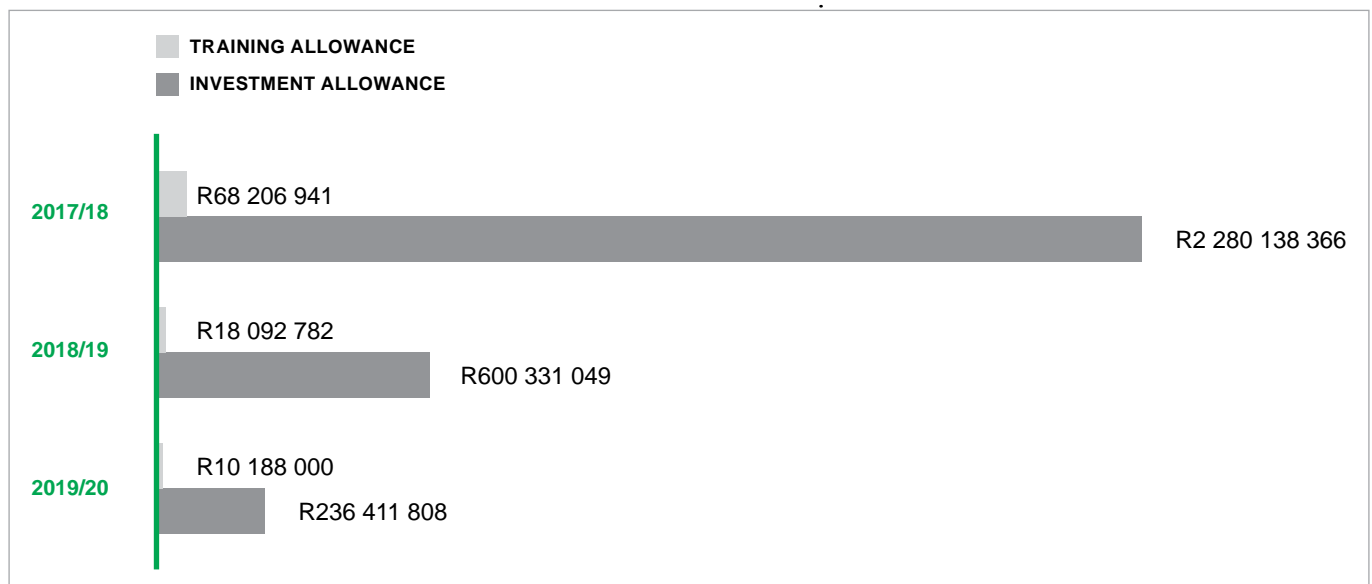 TRAINING ALLOWANCE
INVESTMENT ALLOWANCE
2017/18
R68 206 941
R2 280 138 366
2018/19
R18 092 782
R600 331 049
2019/20
R10 188 000
R236 411 808